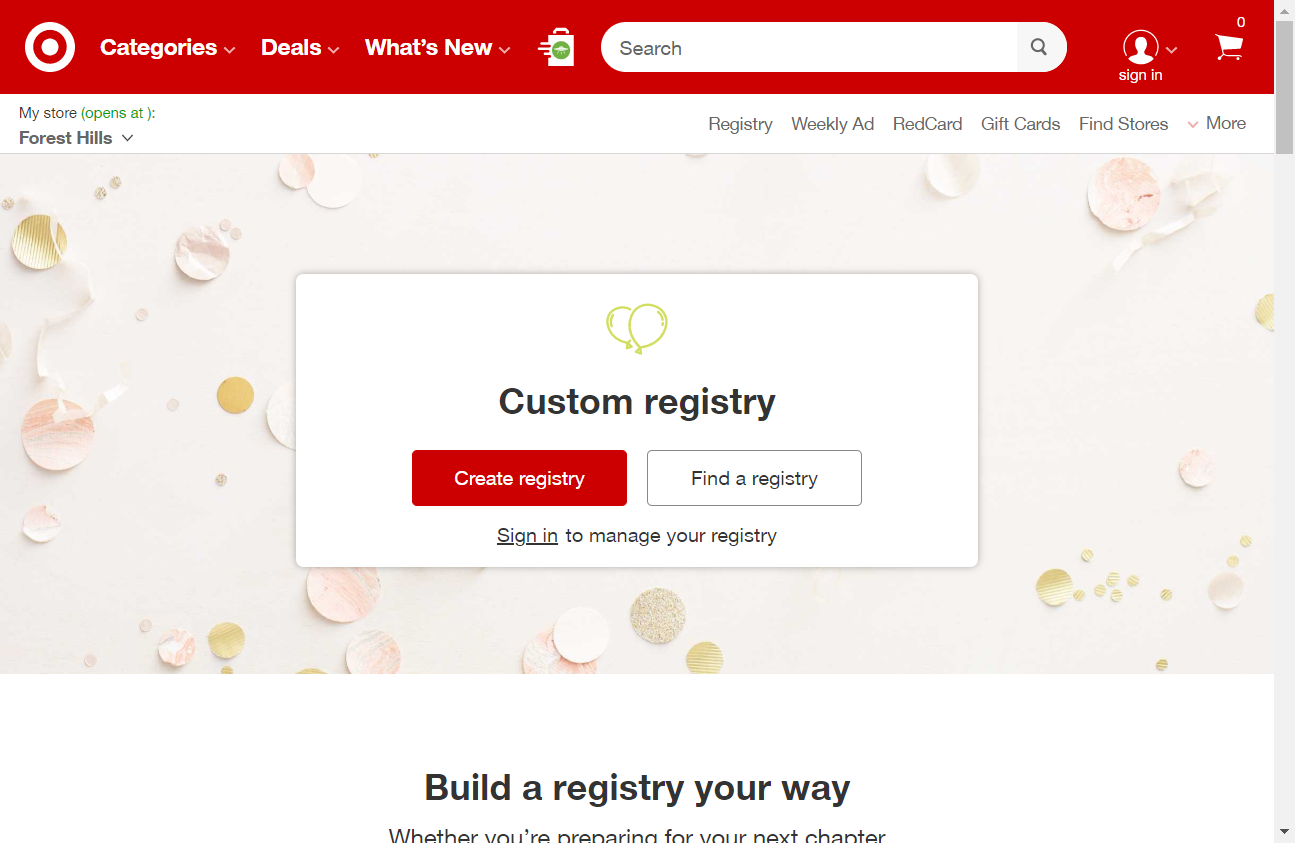 Categories Deals What's New Search 0
sign in
My store (opens at ):
Forest Hills
Registry Weekly Ad RedCard Gift Cards Find Stores More
Custom registry
Create registry Find a registry
Sign in to manage your registry
Build a registry your way
Whether you're preparing for your next chapter